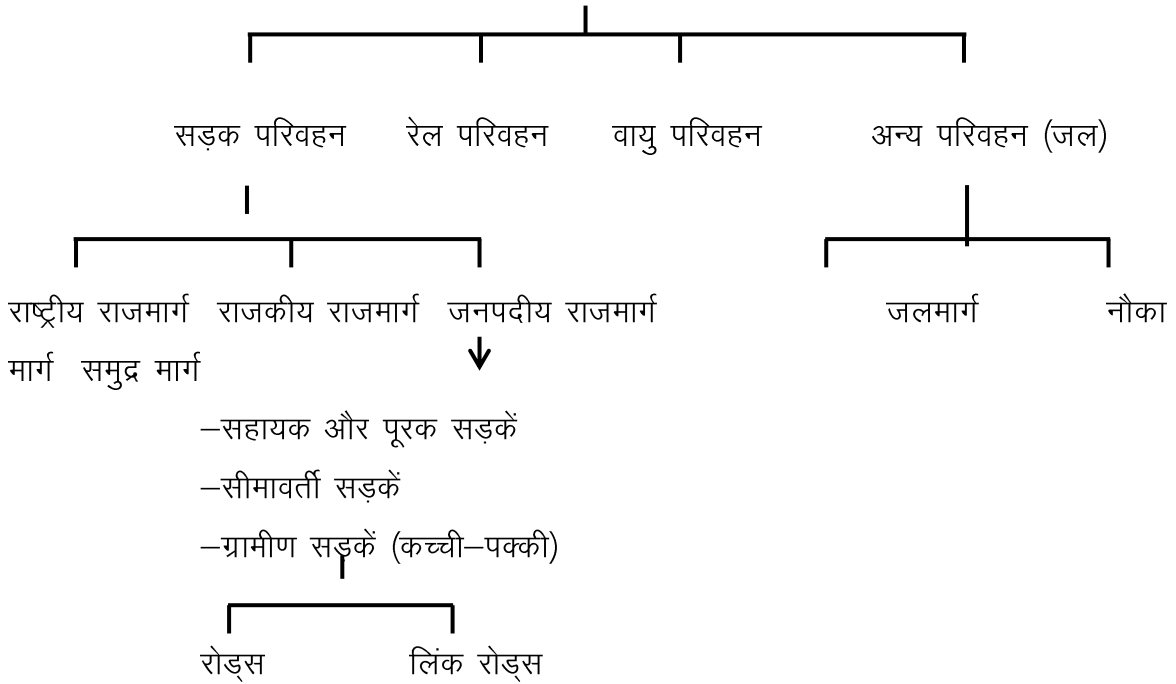 सड़क परिवहन रेल परिवहन वायु परिवहन अन्य परिवहन (जल)
राष्ट्रीय राजमार्ग राजकीय राजमार्ग जनपदीय राजमार्ग जलमार्ग नौका
मार्ग समुद्र मार्ग
–सहायक और पूरक सड़कें
–सीमावर्ती सड़कें
–ग्रामीण सड़कें (कच्ची–पक्की)
रोड्स लिंक रोड्स